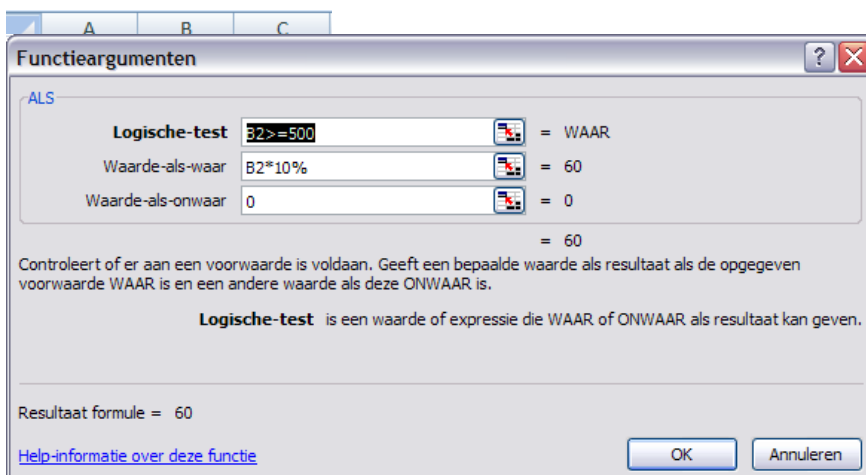 A B C
Functieargumenten
ALS
Logische-test B2>=500 = WAAR
Waarde-als-waar B2*10% = 60
Waarde-als-onwaar 0 = 0
= 60
Controleert of er aan een voorwaarde is voldaan. Geeft een bepaalde waarde als resultaat als de opgegeven
voorwaarde WAAR is en een andere waarde als deze ONWAAR is.
Logische-test is een waarde of expressie die WAAR of ONWAAR als resultaat kan geven.
Resultaat formule = 60
Help-informatie over deze functie OK Annuleren